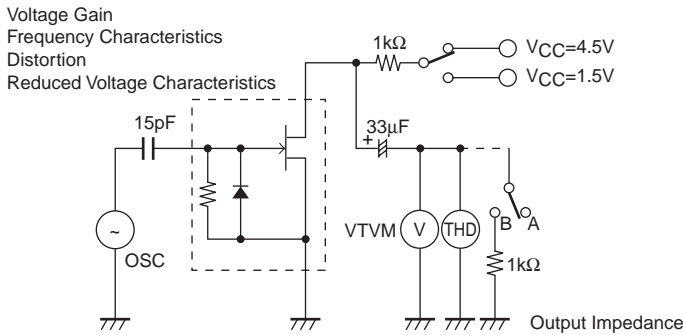 Voltage Gain
Frequency Characteristics
Distortion
Reduced Voltage Characteristics
1kΩ
VCC=4.5V
VCC=1.5V
15pF
33μF
+
~
OSC
VTVM
V
THD
B
A
1kΩ
Output Impedance